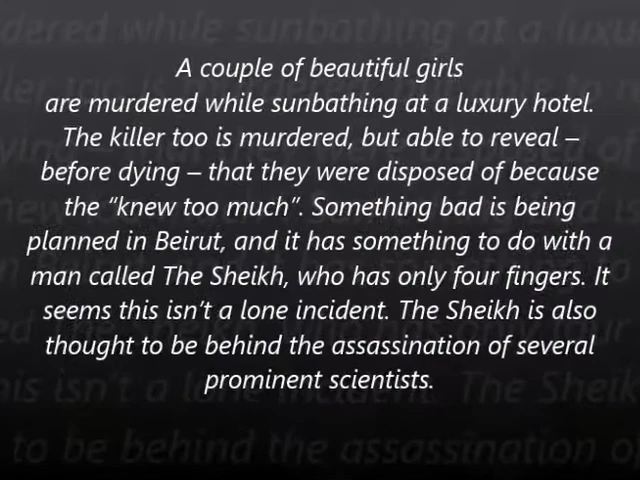 A couple of beautiful girls
are murdered while sunbathing at a luxury hotel.
The killer too is murdered, but able to reveal –
before dying – that they were disposed of because
the “knew too much”. Something bad is being
planned in Beirut, and it has something to do with a
man called The Sheikh, who has only four fingers. It
seems this isn’t a lone incident. The Sheikh is also
thought to be behind the assassination of several
prominent scientists.